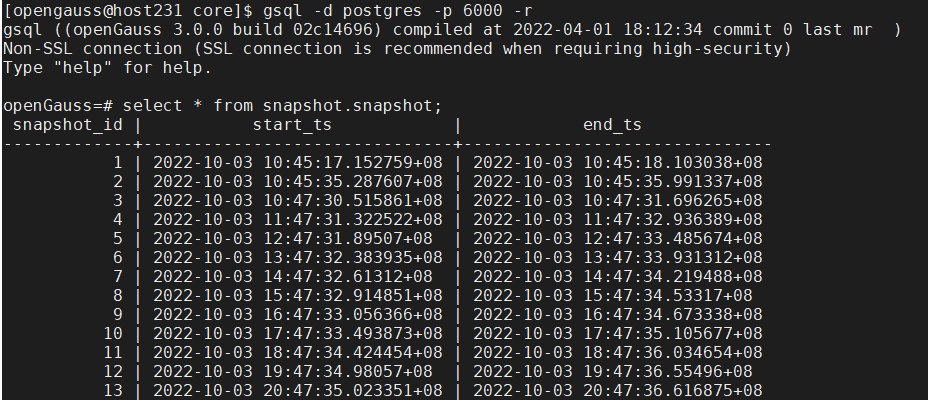 [opengauss@host231 core]$ gsql -d postgres -p 6000 -r
gsql ((openGauss 3.0.0 build 02c14696) compiled at 2022-04-01 18:12:34 commit 0 last mr  )
Non-SSL connection (SSL connection is recommended when requiring high-security)
Type "help" for help.

openGauss=# select * from snapshot.snapshot;
 snapshot_id |           start_ts            |            end_ts
-------------+-------------------------------+-------------------------------
           1 | 2022-10-03 10:45:17.152759+08 | 2022-10-03 10:45:18.103038+08
           2 | 2022-10-03 10:45:35.287607+08 | 2022-10-03 10:45:35.991337+08
           3 | 2022-10-03 10:47:30.515861+08 | 2022-10-03 10:47:31.696265+08
           4 | 2022-10-03 11:47:31.322522+08 | 2022-10-03 11:47:32.936389+08
           5 | 2022-10-03 12:47:31.89507+08  | 2022-10-03 12:47:33.485674+08
           6 | 2022-10-03 13:47:32.383935+08 | 2022-10-03 13:47:33.931312+08
           7 | 2022-10-03 14:47:32.61312+08  | 2022-10-03 14:47:34.219488+08
           8 | 2022-10-03 15:47:32.914851+08 | 2022-10-03 15:47:34.53317+08
           9 | 2022-10-03 16:47:33.056366+08 | 2022-10-03 16:47:34.673338+08
          10 | 2022-10-03 17:47:33.493873+08 | 2022-10-03 17:47:35.105677+08
          11 | 2022-10-03 18:47:34.424454+08 | 2022-10-03 18:47:36.034654+08
          12 | 2022-10-03 19:47:34.98057+08  | 2022-10-03 19:47:36.55496+08
          13 | 2022-10-03 20:47:35.023351+08 | 2022-10-03 20:47:36.616875+08